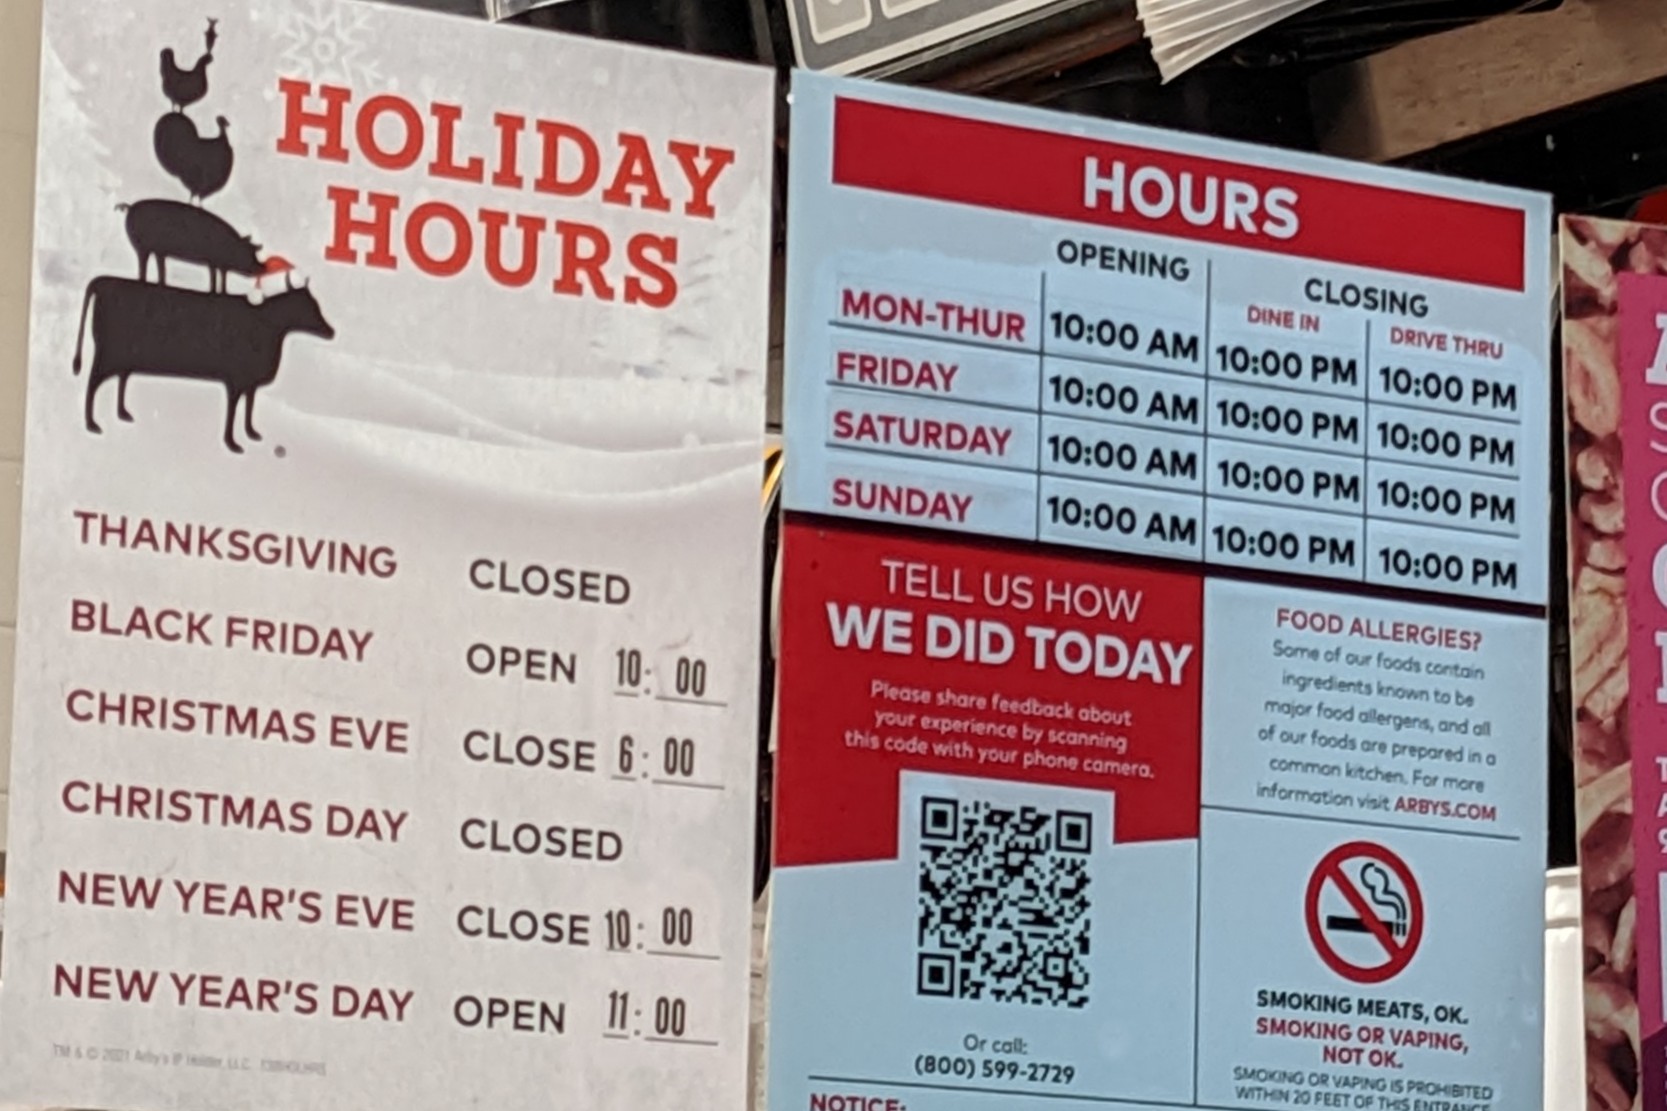 HOLIDAY
HOURS
THANKSGIVING CLOSED
BLACK FRIDAY OPEN 10: 00
CHRISTMAS EVE CLOSE 6: 00
CHRISTMAS DAY CLOSED
NEW YEAR'S EVE CLOSE 10: 00
NEW YEAR'S DAY OPEN 11: 00
TM & © 2021 Arby's IP Holder, LLC.
HOURS
OPENING CLOSING
DINE IN DRIVE THRU
MON-THUR 10:00 AM 10:00 PM 10:00 PM
FRIDAY 10:00 AM 10:00 PM 10:00 PM
SATURDAY 10:00 AM 10:00 PM 10:00 PM
SUNDAY 10:00 AM 10:00 PM 10:00 PM
TELL US HOW
WE DID TODAY
Please share feedback about
your experience by scanning
this code with your phone camera.
Or call:
(800) 599-2729
FOOD ALLERGIES?
Some of our foods contain
ingredients known to be
major food allergens, and all
of our foods are prepared in a
common kitchen. For more
information visit ARBYS.COM
SMOKING MEATS, OK.
SMOKING OR VAPING,
NOT OK.
SMOKING OR VAPING IS PROHIBITED
WITHIN 20 FEET OF THIS ENTRANCE
NOTICE: